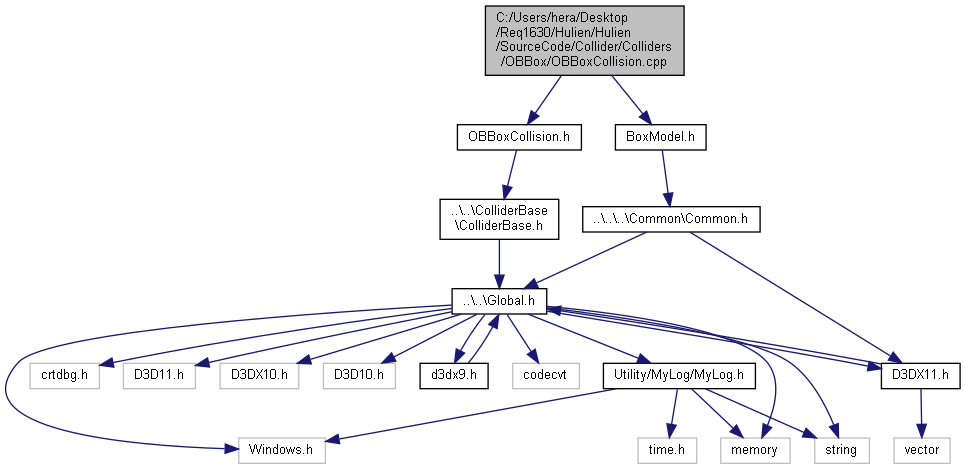 C:/Users/hera/Desktop
/Req1630/Hulien/Hulien
/SourceCode/Collider/Colliders
/OBBox/OBBoxCollision.cpp
OBBoxCollision.h
BoxModel.h
..\..\ColliderBase
\ColliderBase.h
..\..\..\Common\Common.h
..\..\Global.h
crtdbg.h
D3D11.h
D3DX10.h
D3D10.h
d3dx9.h
codecvt
Utility/MyLog/MyLog.h
D3DX11.h
Windows.h
time.h
memory
string
vector